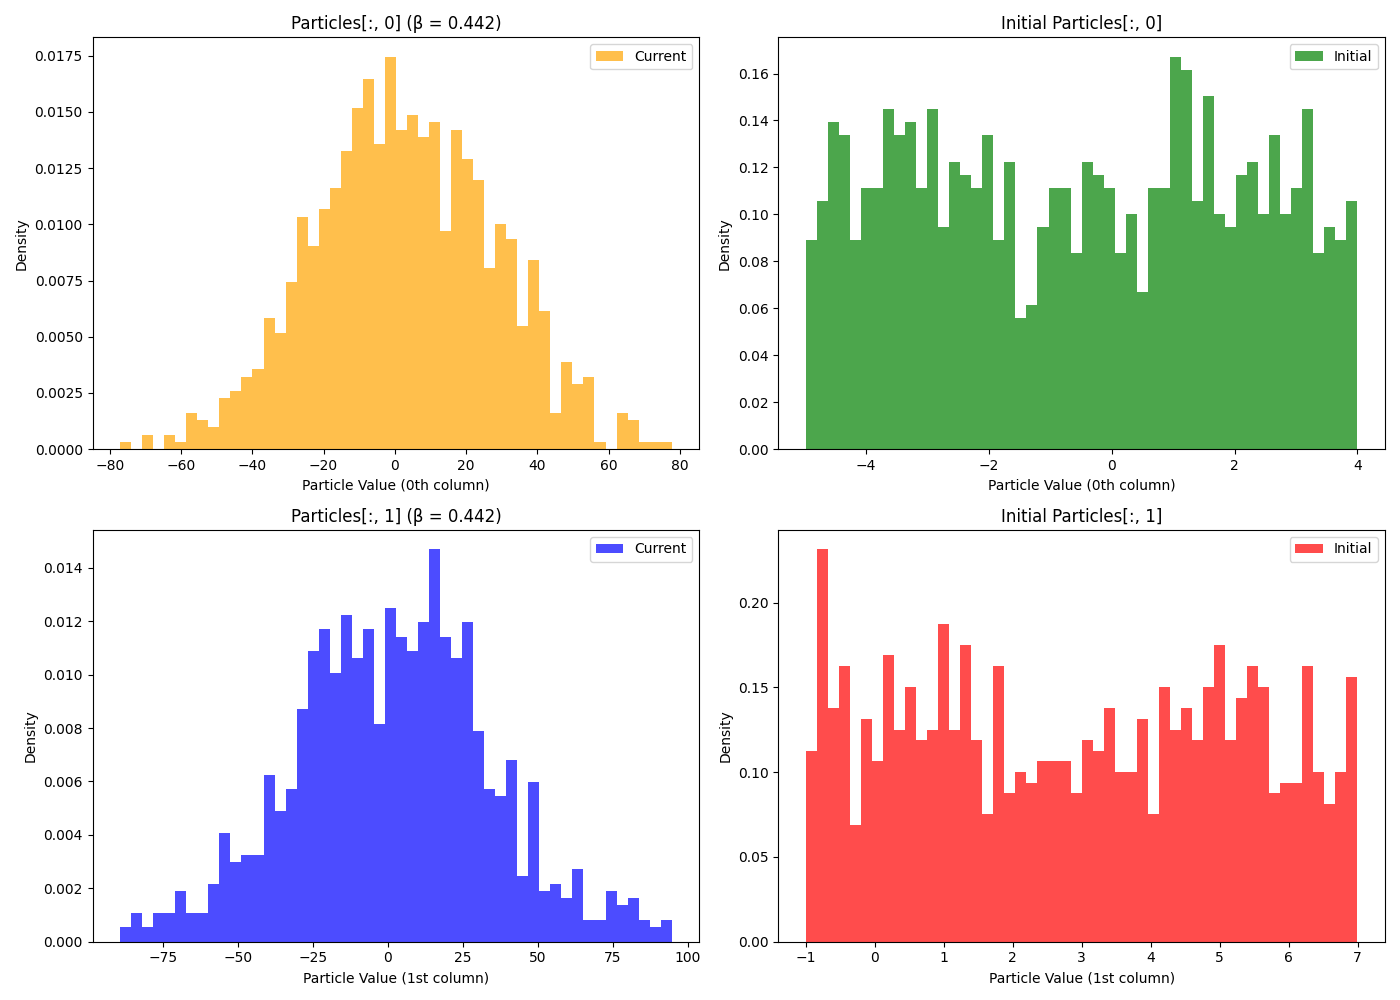 Particles[:, 0] (β = 0.442)
Current
0.0175
0.0150
0.0125
0.0100
0.0075
0.0050
0.0025
0.0000
Density
−80 −60 −40 −20 0 20 40 60 80
Particle Value (0th column)
Initial Particles[:, 0]
Initial
0.16
0.14
0.12
0.10
0.08
0.06
0.04
0.02
0.00
Density
−4 −2 0 2 4
Particle Value (0th column)
Particles[:, 1] (β = 0.442)
Current
0.014
0.012
0.010
0.008
0.006
0.004
0.002
0.000
Density
−75 −50 −25 0 25 50 75 100
Particle Value (1st column)
Initial Particles[:, 1]
Initial
0.20
0.15
0.10
0.05
0.00
Density
−1 0 1 2 3 4 5 6 7
Particle Value (1st column)